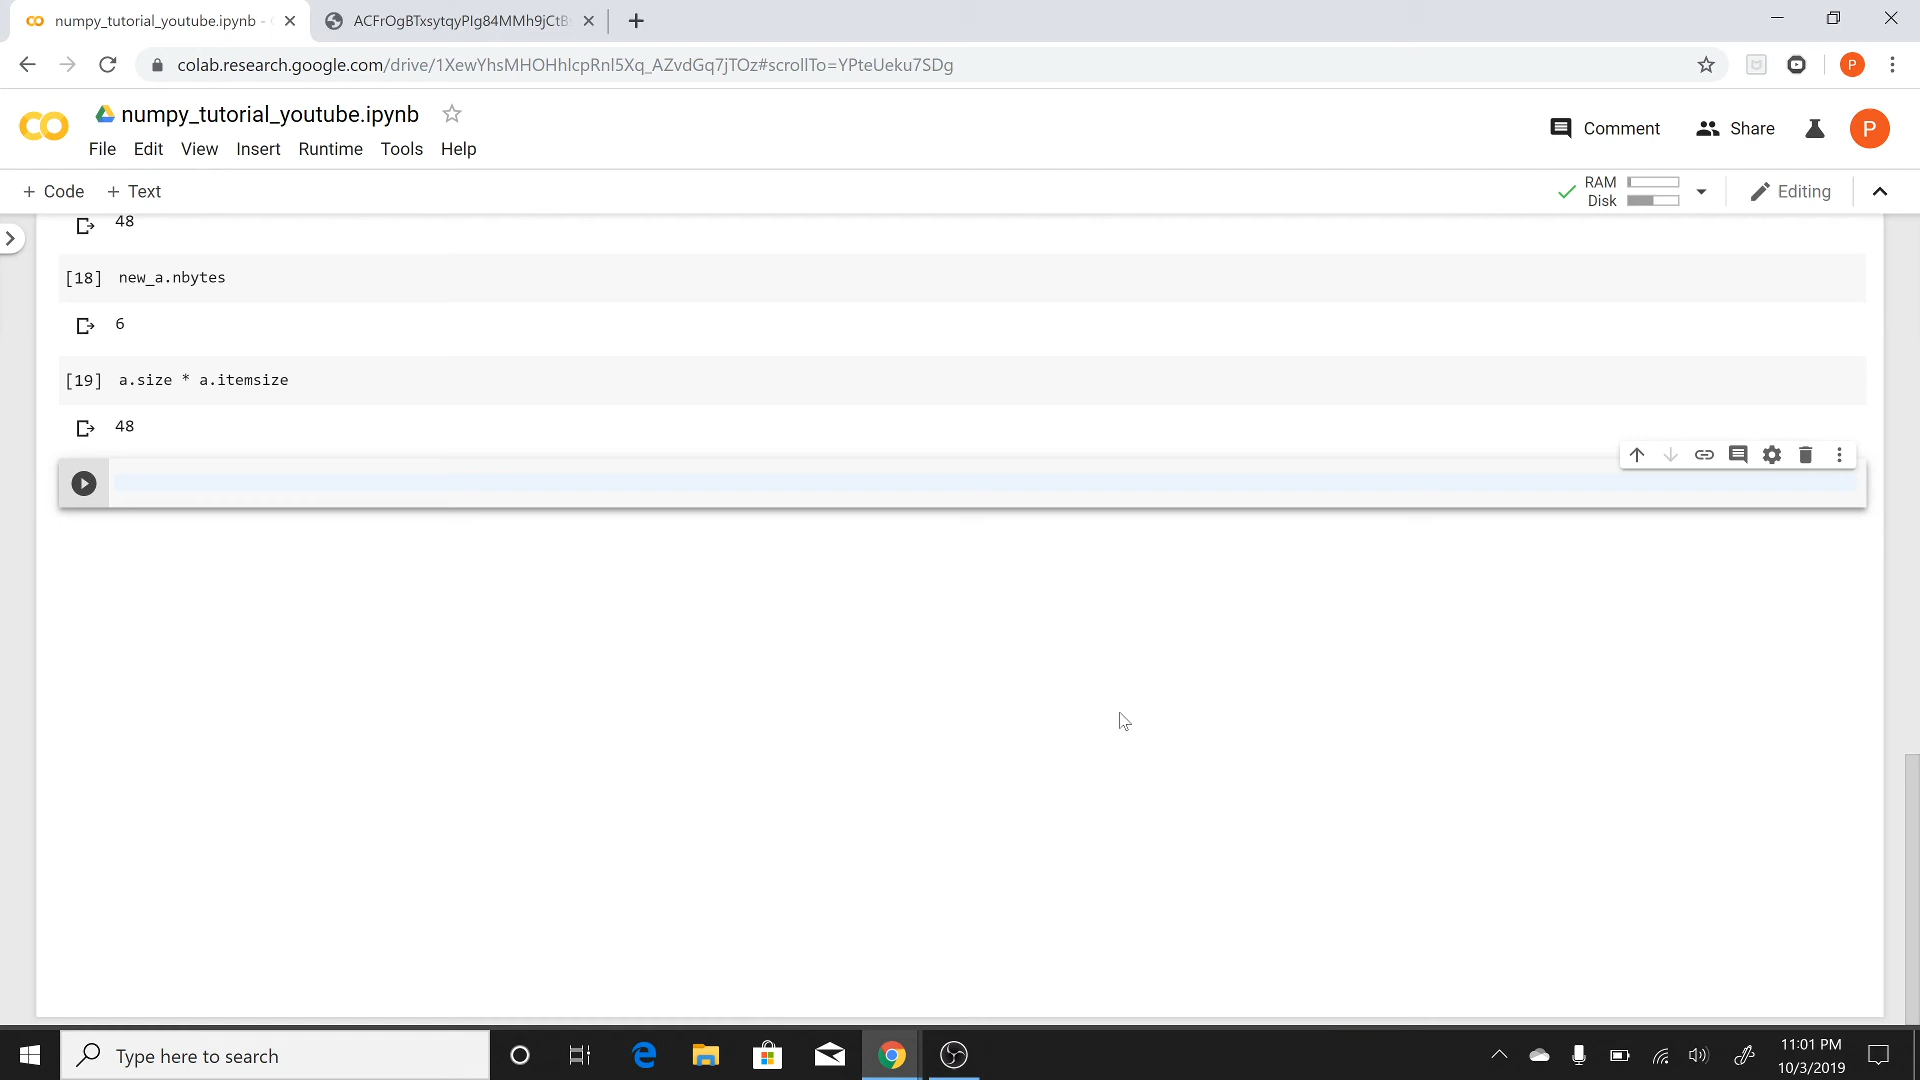 numpy_tutorial_youtube.ipynb -
ACFrOgBTxsytqyPIg84MMh9jCtB
colab.research.google.com/drive/1XewYhsMHOHhlcpRnl5Xq_AZvdGq7jTOz#scrollTo=YPteUeku7SDg
P
numpy_tutorial_youtube.ipynb
Comment
Share
P
File Edit View Insert Runtime Tools Help
+ Code + Text
RAM
Disk
Editing
48
[18] new_a.nbytes
6
[19] a.size * a.itemsize
48
Type here to search
11:01 PM
10/3/2019